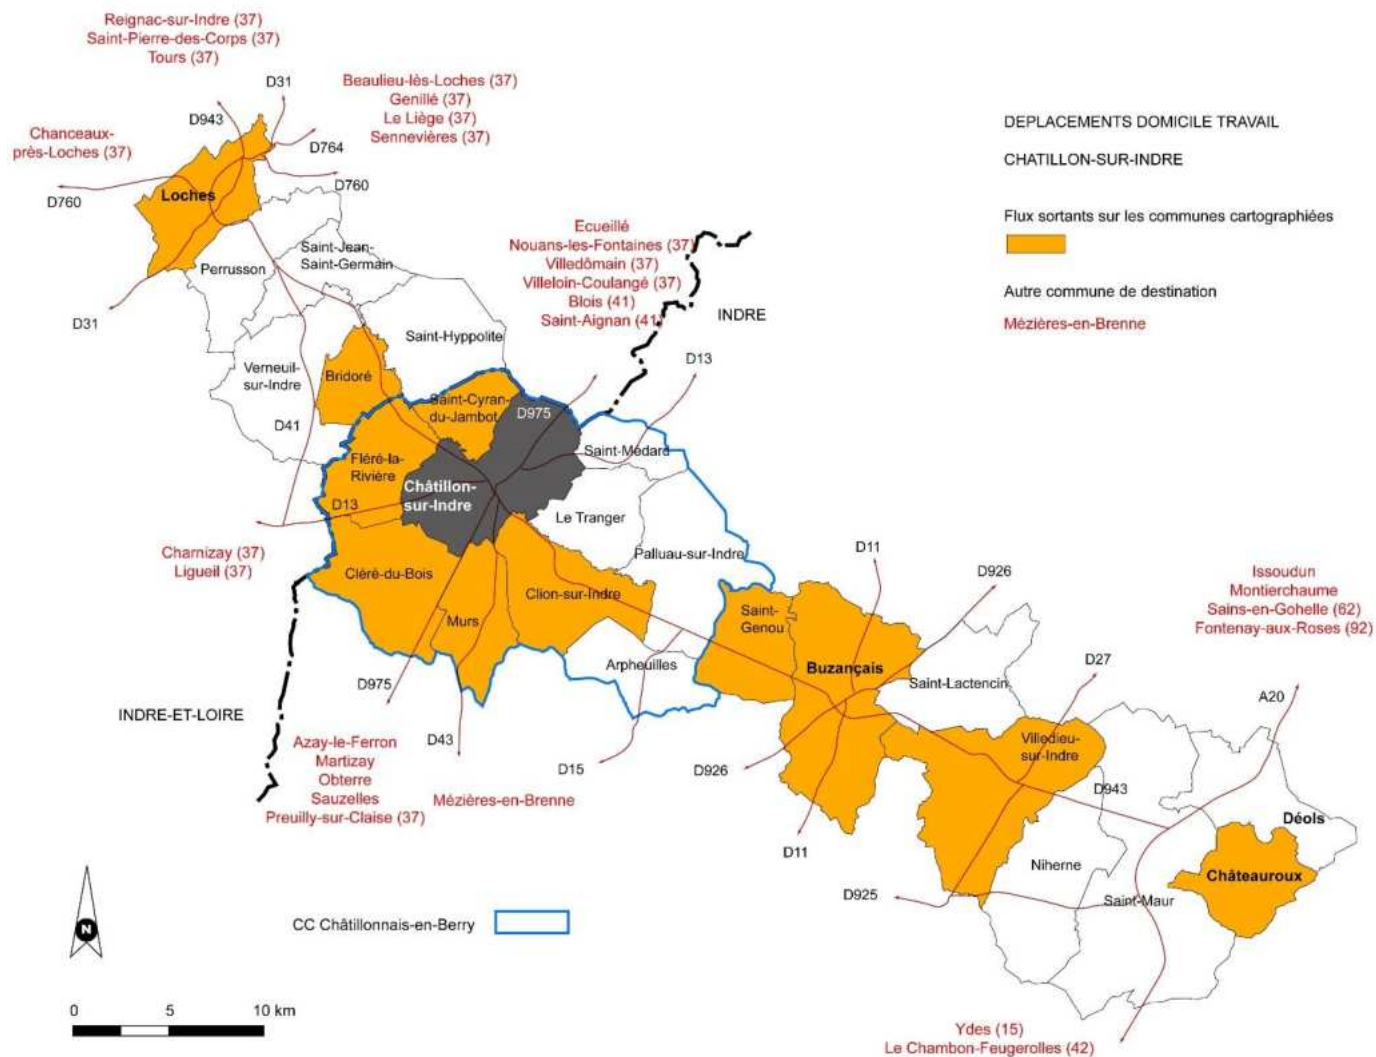 Reignac-sur-Indre (37)
Saint-Pierre-des-Corps (37)
Tours (37)
D31
D943
Beaulieu-lès-Loches (37)
Genillé (37)
Le Liège (37)
Sennevières (37)
Chanceaux-
près-Loches (37)
D764
D760
D760
Loches
D31
DEPLACEMENTS DOMICILE TRAVAIL
CHATILLON-SUR-INDRE
Flux sortants sur les communes cartographiées
Autre commune de destination
Mézières-en-Brenne
Ecueillé
Nouans-les-Fontaines (37)
Villedômain (37)
Villeloin-Coulangé (37)
Blois (41)
Saint-Aignan (41)
INDRE
Perrusson
Saint-Jean-
Saint-Germain
Saint-Hyppolite
Verneuil-
sur-Indre
Bridoré
D13
Saint-Cyran-
du-Jambot
D975
D41
Saint-Médard
Fléré-la-
Rivière
Châtillon-
sur-Indre
D13
Le Tranger
Palluau-sur-Indre
Charnizay (37)
Ligueil (37)
Cléré-du-Bois
Murs
Clion-sur-Indre
Saint-
Genou
D11
D926
Issoudun
Montierchaume
Sains-en-Gohelle (62)
Fontenay-aux-Roses (92)
Arpheuilles
Buzançais
Saint-Lactencin
D27
A20
D975
INDRE-ET-LOIRE
D43
D15
D926
Villedieu-
sur-Indre
D943
Azay-le-Ferron
Martizay
Obterre
Sauzelles
Preuilly-sur-Claise (37)
Mézières-en-Brenne
D11
Déols
Niherne
Châteauroux
D925
Saint-Maur
CC Châtillonnais-en-Berry
N
0 5 10 km
Ydes (15)
Le Chambon-Feugerolles (42)